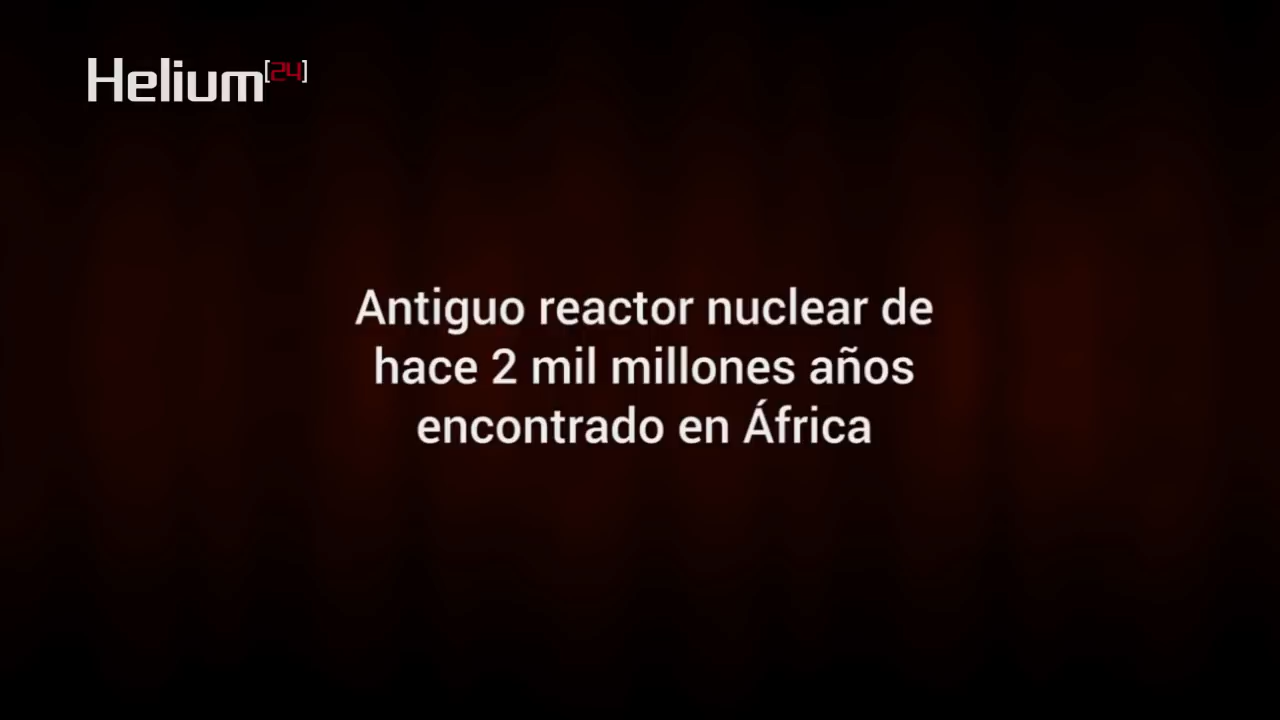 Helium[24]
Antiguo reactor nuclear de
hace 2 mil millones años
encontrado en África